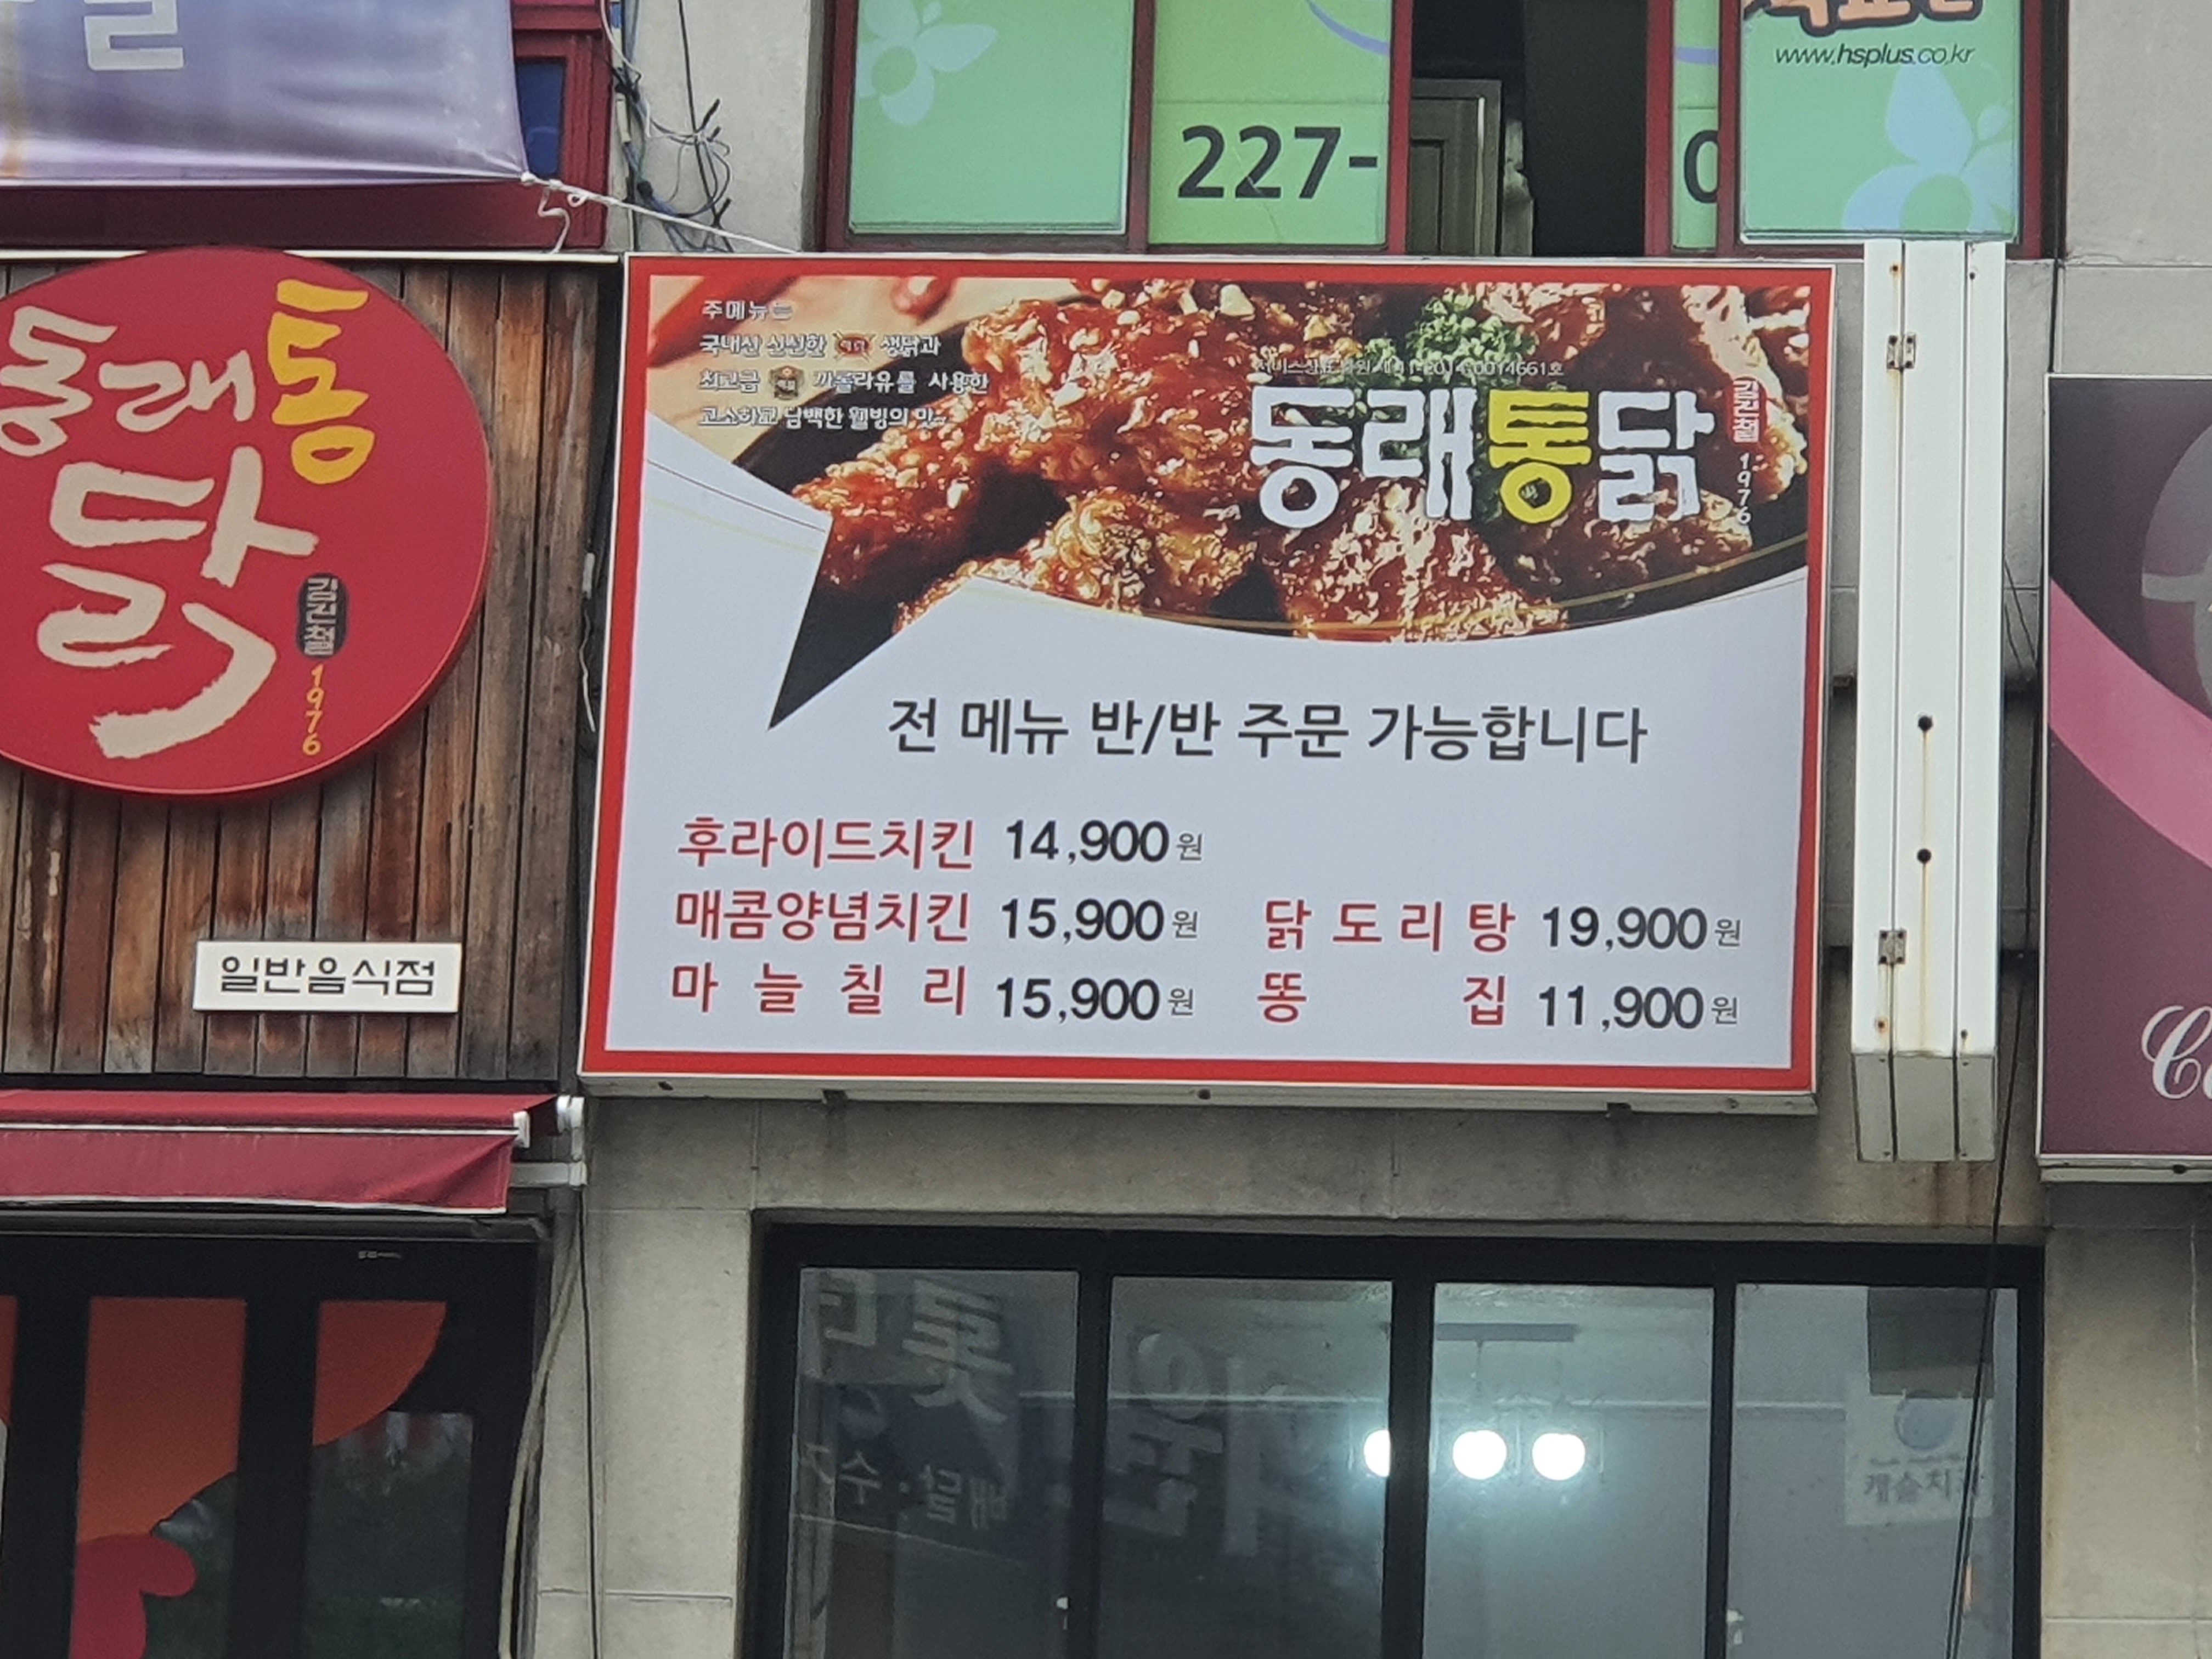 www.hsplus.co.kr
227-
0
동래통
닭
김진철
1976
일반음식점
주메뉴는
국내산 신선한 생닭과
최고급 카놀라유를 사용한
고소하고 담백한 웰빙의 맛~
동래통닭
김진철
1976
전 메뉴 반/반 주문 가능합니다
후라이드치킨 14,900원
매콤양념치킨 15,900원 닭 도 리 탕 19,900원
마 늘 칠 리 15,900원 똥 집 11,900원